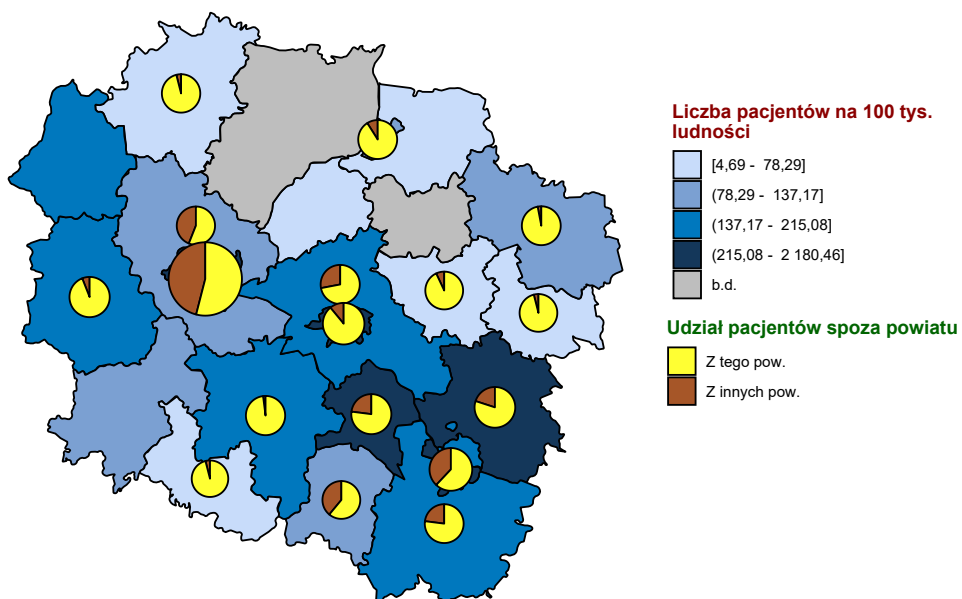 Liczba pacjentów na 100 tys.
ludności
[4,69 - 78,29]
(78,29 - 137,17]
(137,17 - 215,08]
(215,08 - 2 180,46]
b.d.
Udział pacjentów spoza powiatu
Z tego pow.
Z innych pow.